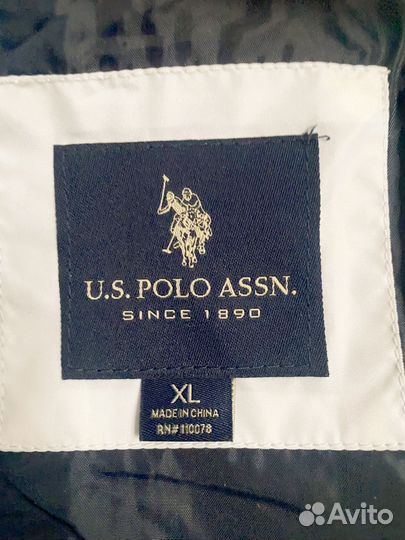 U.S. POLO ASSN.
SINCE 1890
XL
MADE IN CHINA
RN# 110078
Avito